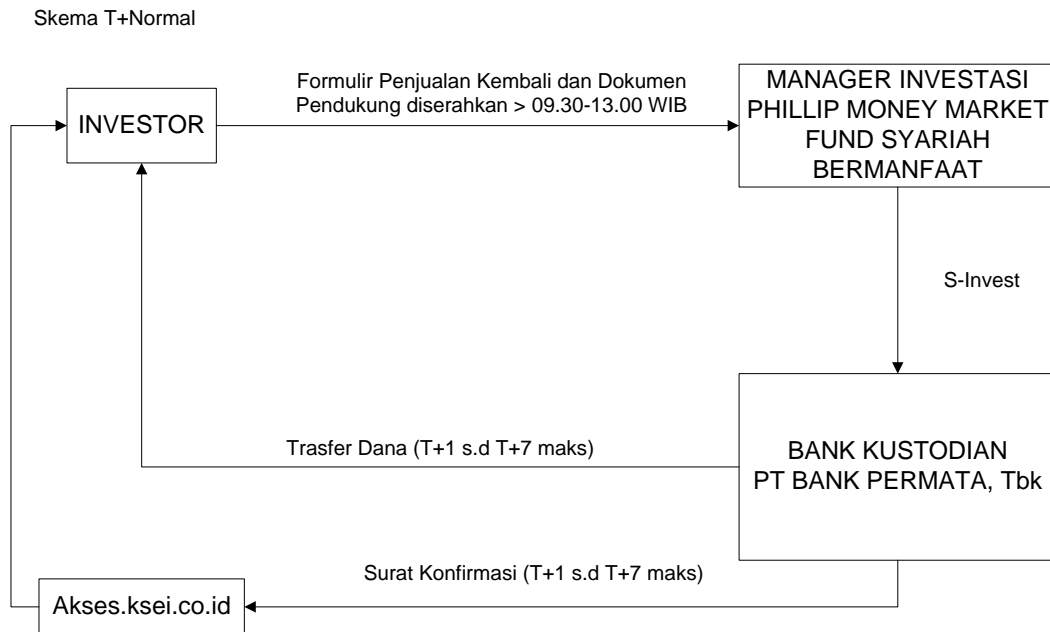 Skema T+Normal
Formulir Penjualan Kembali dan Dokumen
Pendukung diserahkan > 09.30-13.00 WIB
INVESTOR
MANAGER INVESTASI
PHILLIP MONEY MARKET
FUND SYARIAH
BERMANFAAT
S-Invest
Trasfer Dana (T+1 s.d T+7 maks)
BANK KUSTODIAN
PT BANK PERMATA, Tbk
Surat Konfirmasi (T+1 s.d T+7 maks)
Akses.ksei.co.id